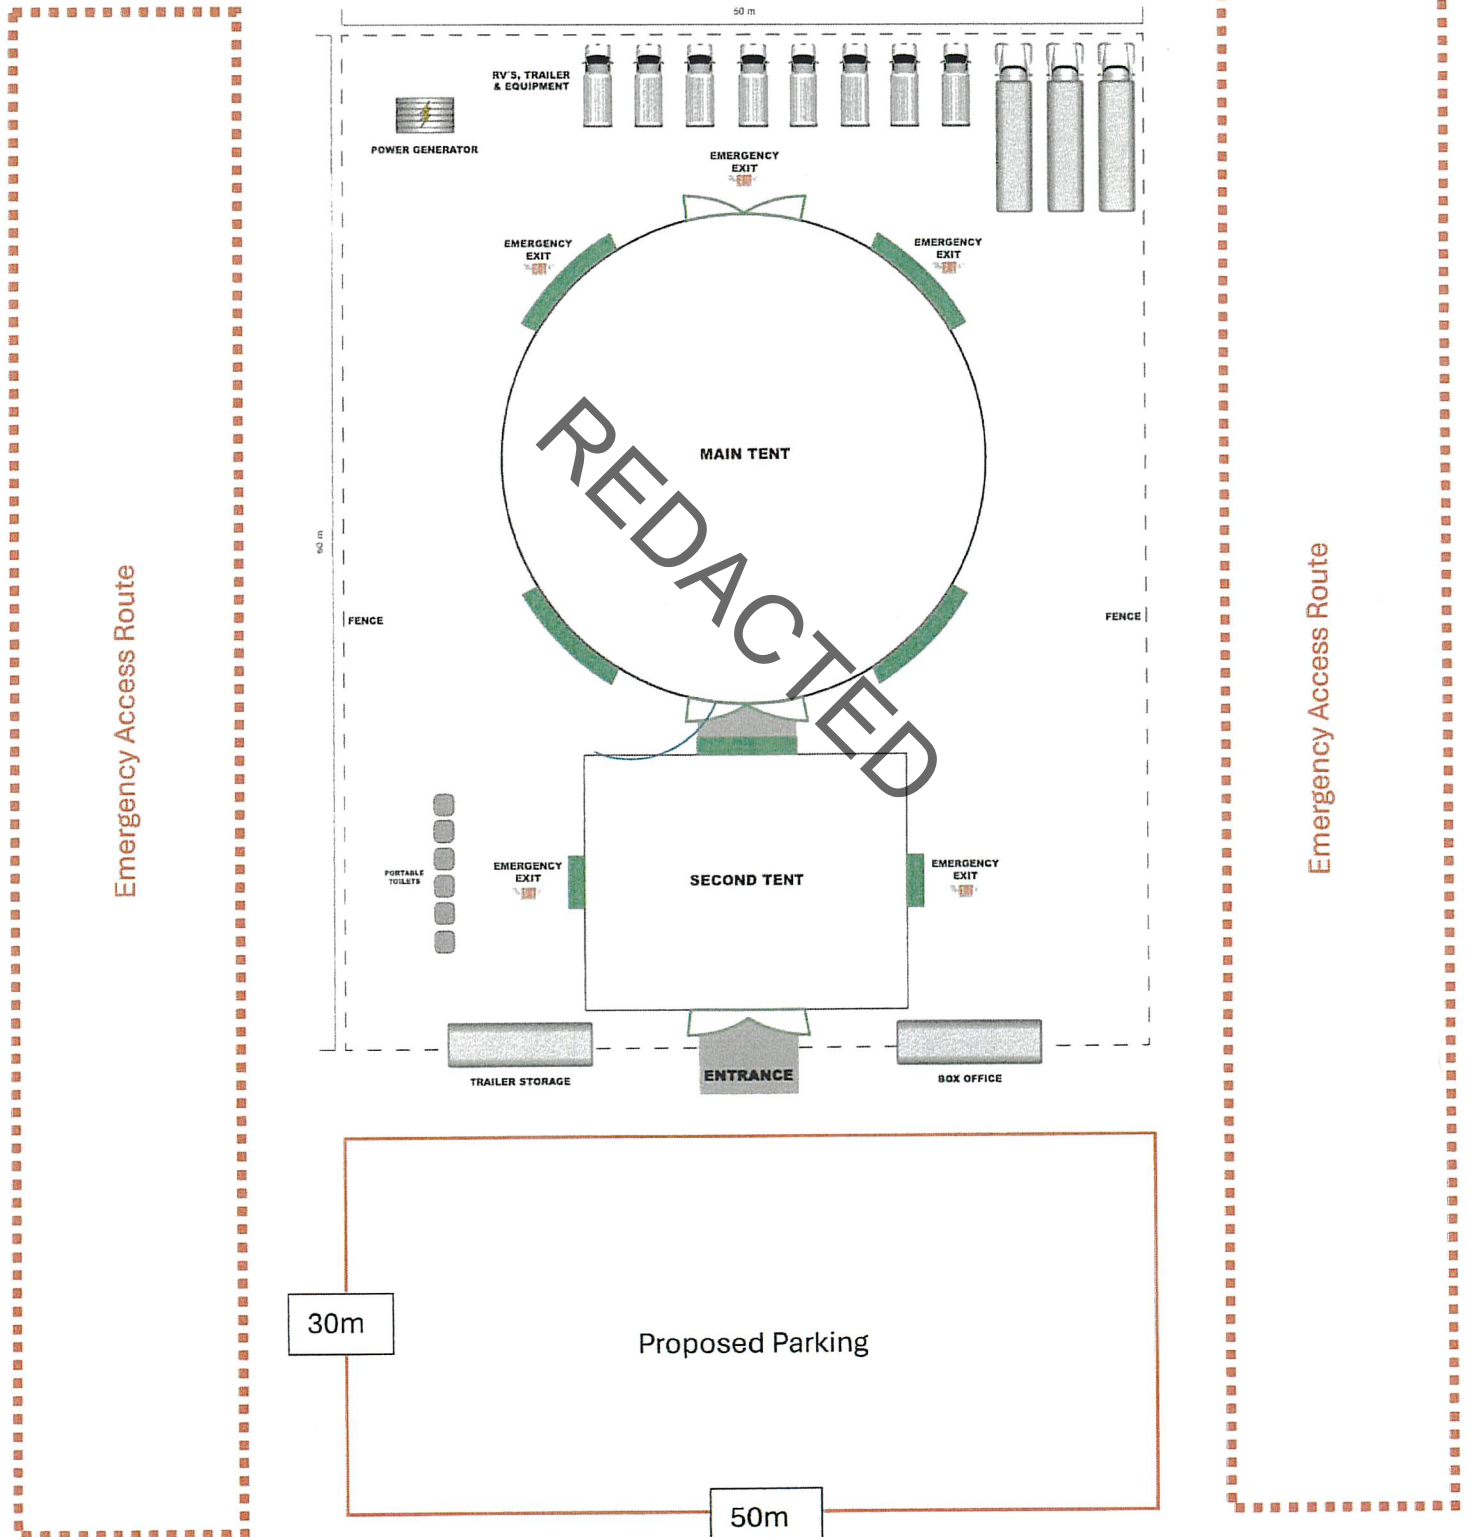 50 m
RV'S, TRAILER
& EQUIPMENT
POWER GENERATOR
EMERGENCY
EXIT
EMERGENCY
EXIT
EMERGENCY
EXIT
MAIN TENT
REDACTED
60 m
Emergency Access Route
Emergency Access Route
FENCE
FENCE
PORTABLE
TOILETS
EMERGENCY
EXIT
SECOND TENT
EMERGENCY
EXIT
TRAILER STORAGE
ENTRANCE
BOX OFFICE
30m
Proposed Parking
50m